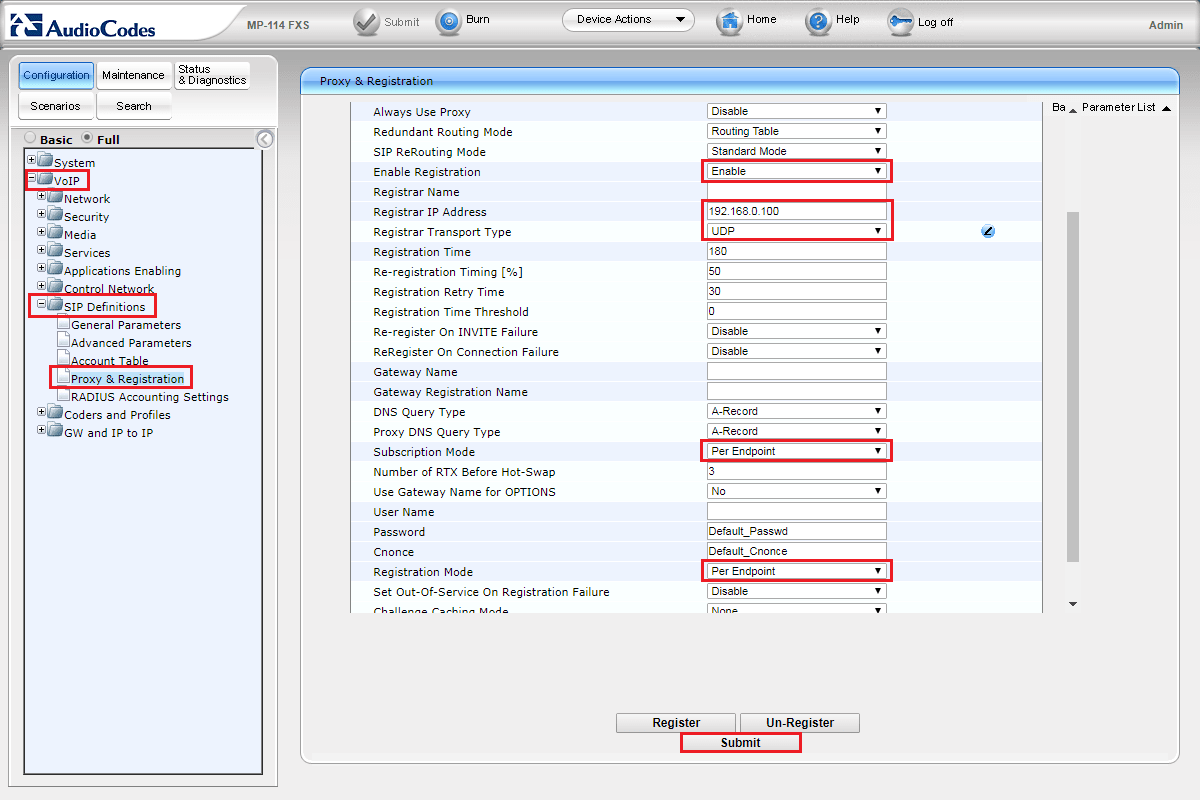 AudioCodes MP-114 FXS Submit Burn Device Actions Home Help Log off Admin
Configuration Maintenance Status & Diagnostics
Scenarios Search
Basic Full
System
VoIP
Network
Security
Media
Services
Applications Enabling
Control Network
SIP Definitions
General Parameters
Advanced Parameters
Account Table
Proxy & Registration
RADIUS Accounting Settings
Coders and Profiles
GW and IP to IP
Proxy & Registration
Ba Parameter List
Always Use Proxy Disable
Redundant Routing Mode Routing Table
SIP ReRouting Mode Standard Mode
Enable Registration Enable
Registrar Name
Registrar IP Address 192.168.0.100
Registrar Transport Type UDP
Registration Time 180
Re-registration Timing [%] 50
Registration Retry Time 30
Registration Time Threshold 0
Re-register On INVITE Failure Disable
ReRegister On Connection Failure Disable
Gateway Name
Gateway Registration Name
DNS Query Type A-Record
Proxy DNS Query Type A-Record
Subscription Mode Per Endpoint
Number of RTX Before Hot-Swap 3
Use Gateway Name for OPTIONS No
User Name
Password Default_Passwd
Cnonce Default_Cnonce
Registration Mode Per Endpoint
Set Out-Of-Service On Registration Failure Disable
Challenge Caching Mode None
Register Un-Register
Submit